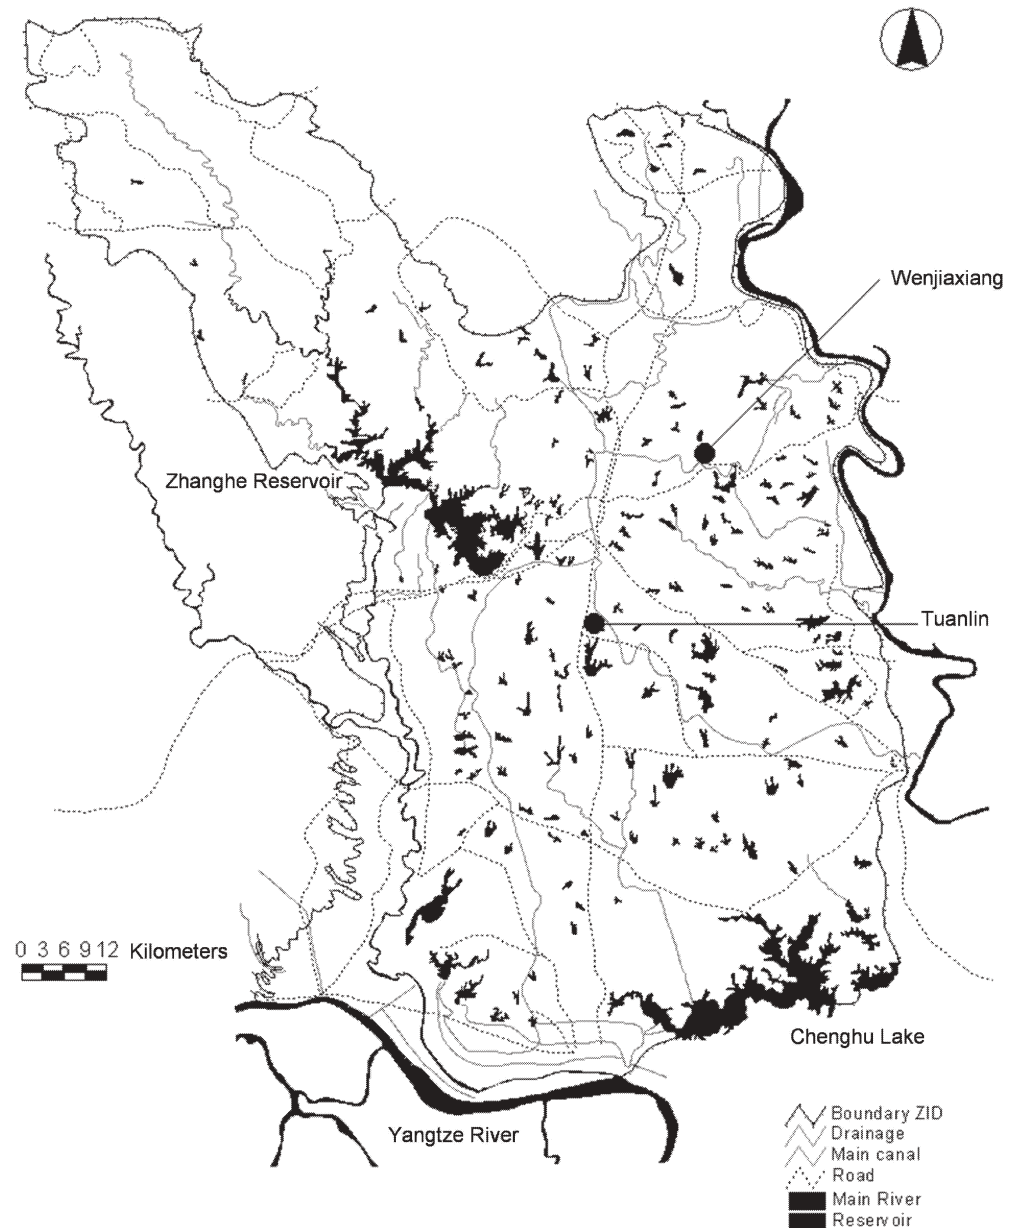 Wenjiaxiang
Zhanghe Reservoir
Tuanlin
0 3 6 9 12 Kilometers
Chenghu Lake
Yangtze River
Boundary ZID
Drainage
Main canal
Road
Main River
Reservoir